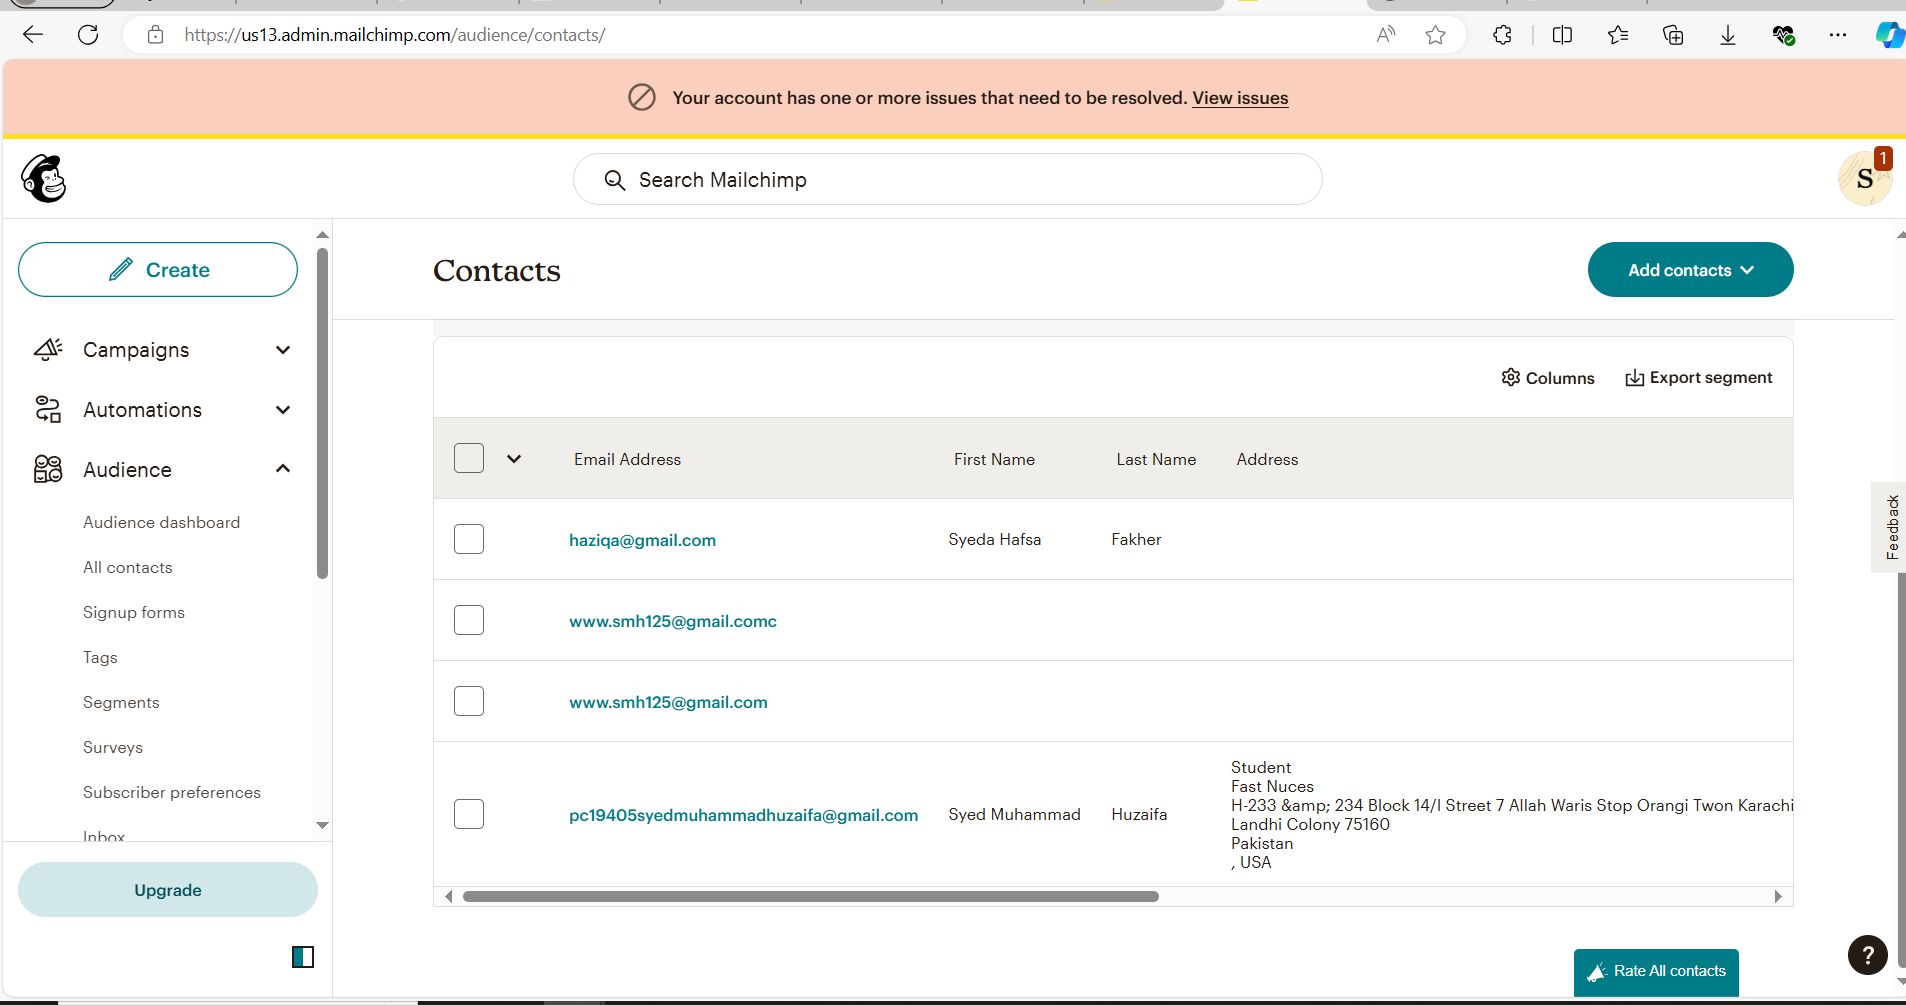 https://us13.admin.mailchimp.com/audience/contacts/
A
Your account has one or more issues that need to be resolved. View issues
Search Mailchimp
S
1
Create
Contacts
Add contacts
Campaigns
Automations
Audience
Audience dashboard
All contacts
Signup forms
Tags
Segments
Surveys
Subscriber preferences
Inbox
Upgrade
Columns
Export segment
Email Address First Name Last Name Address
haziqa@gmail.com Syeda Hafsa Fakher
www.smh125@gmail.comc
www.smh125@gmail.com
pc19405syedmuhammadhuzaifa@gmail.com Syed Muhammad Huzaifa
Student
Fast Nuces
H-233 &amp; 234 Block 14/I Street 7 Allah Waris Stop Orangi Twon Karachi
Landhi Colony 75160
Pakistan
, USA
Feedback
Rate All contacts
?